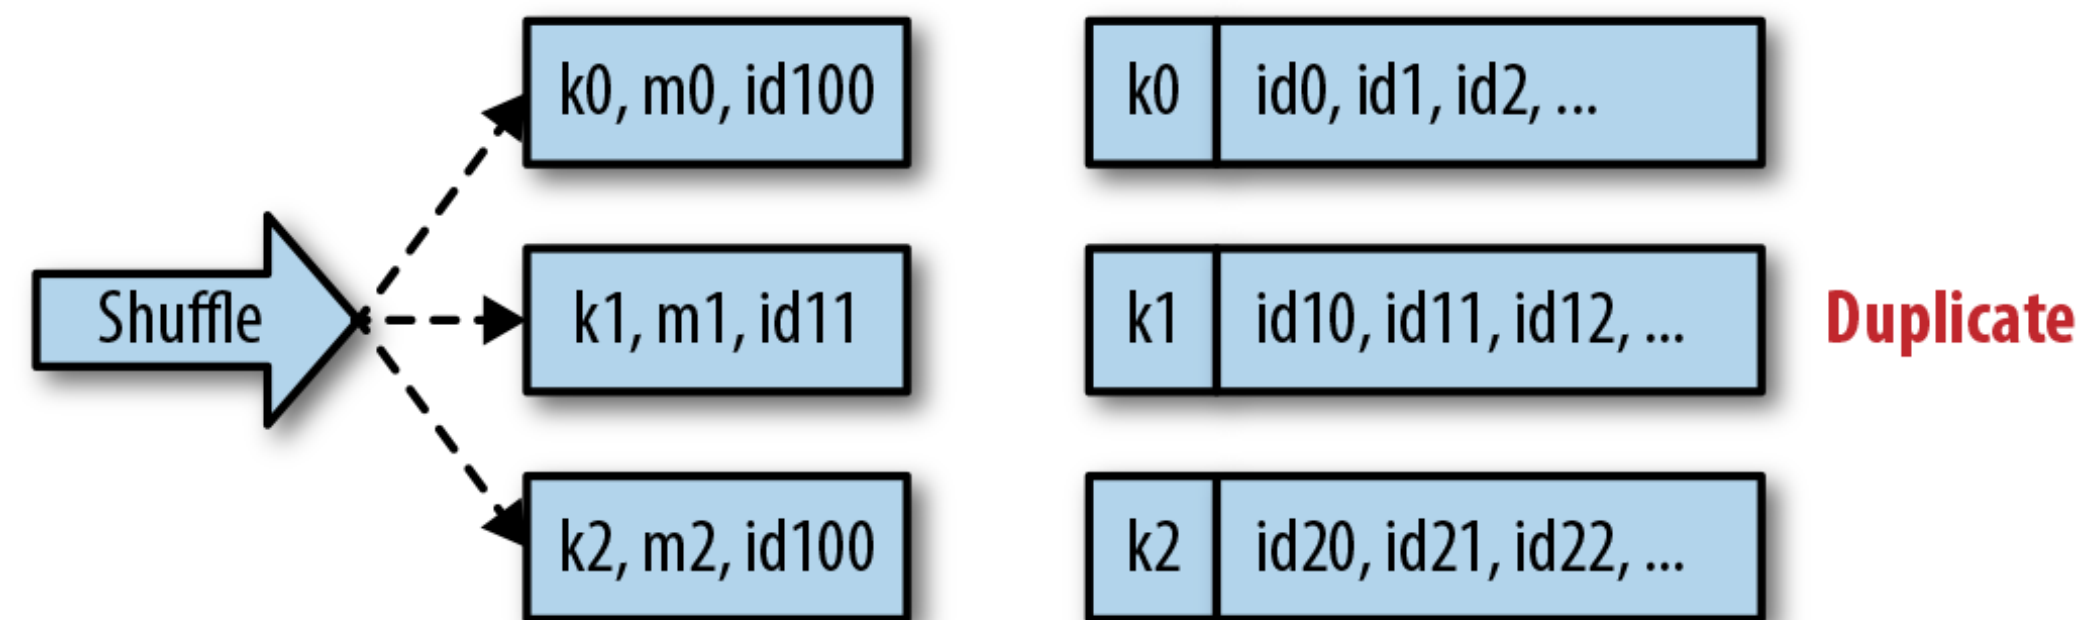 k0, m0, id100
k0
id0, id1, id2, ...
Shuffle
k1, m1, id11
k1
id10, id11, id12, ...
Duplicate
k2, m2, id100
k2
id20, id21, id22, ...